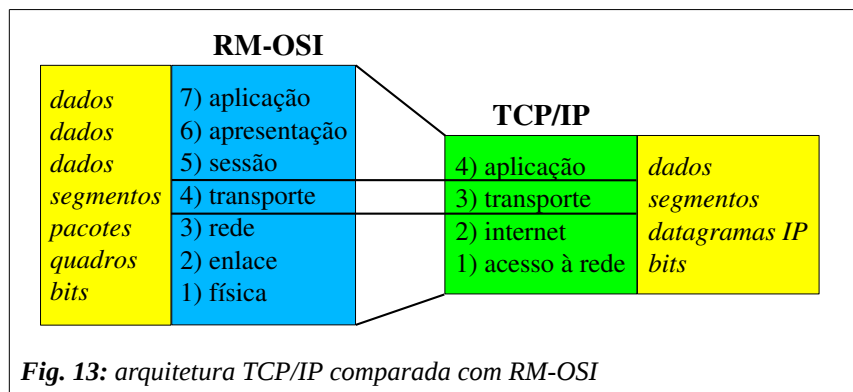 RM-OSI
dados 7) aplicação
dados 6) apresentação
dados 5) sessão
segmentos 4) transporte
pacotes 3) rede
quadros 2) enlace
bits 1) física
TCP/IP
4) aplicação dados
3) transporte segmentos
2) internet datagramas IP
1) acesso à rede bits
Fig. 13: arquitetura TCP/IP comparada com RM-OSI